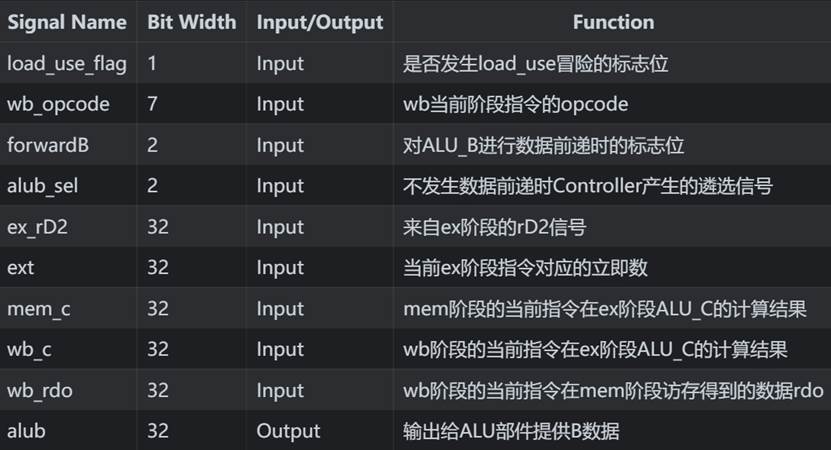 Signal Name Bit Width Input/Output Function
load_use_flag 1 Input 是否发生load_use冒险的标志位
wb_opcode 7 Input wb当前阶段指令的opcode
forwardB 2 Input 对ALU_B进行数据前递时的标志位
alub_sel 2 Input 不发生数据前递时Controller产生的遴选信号
ex_rD2 32 Input 来自ex阶段的rD2信号
ext 32 Input 当前ex阶段指令对应的立即数
mem_c 32 Input mem阶段的当前指令在ex阶段ALU_C的计算结果
wb_c 32 Input wb阶段的当前指令在ex阶段ALU_C的计算结果
wb_rdo 32 Input wb阶段的当前指令在mem阶段访存得到的数据rdo
alub 32 Output 输出给ALU部件提供B数据